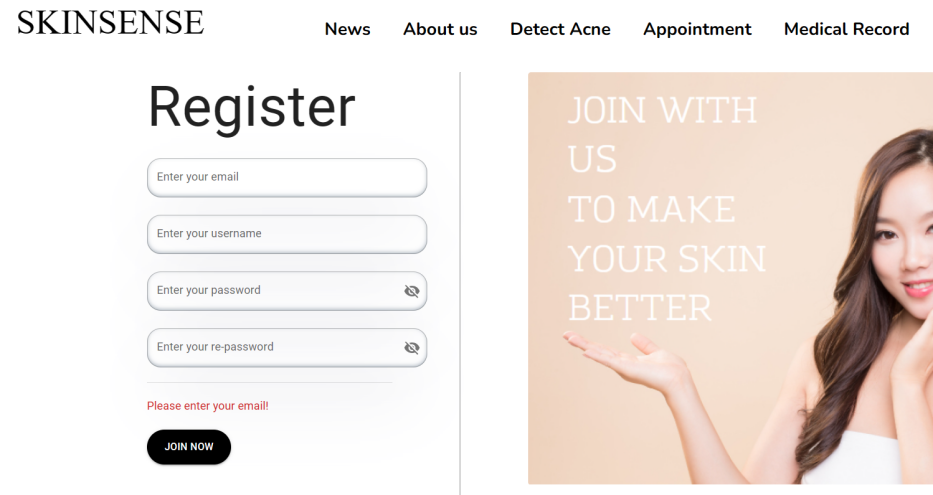 SKINSENSE
News About us Detect Acne Appointment Medical Record
Register
Enter your email
Enter your username
Enter your password
Enter your re-password
Please enter your email!
JOIN NOW
JOIN WITH
US
TO MAKE
YOUR SKIN
BETTER